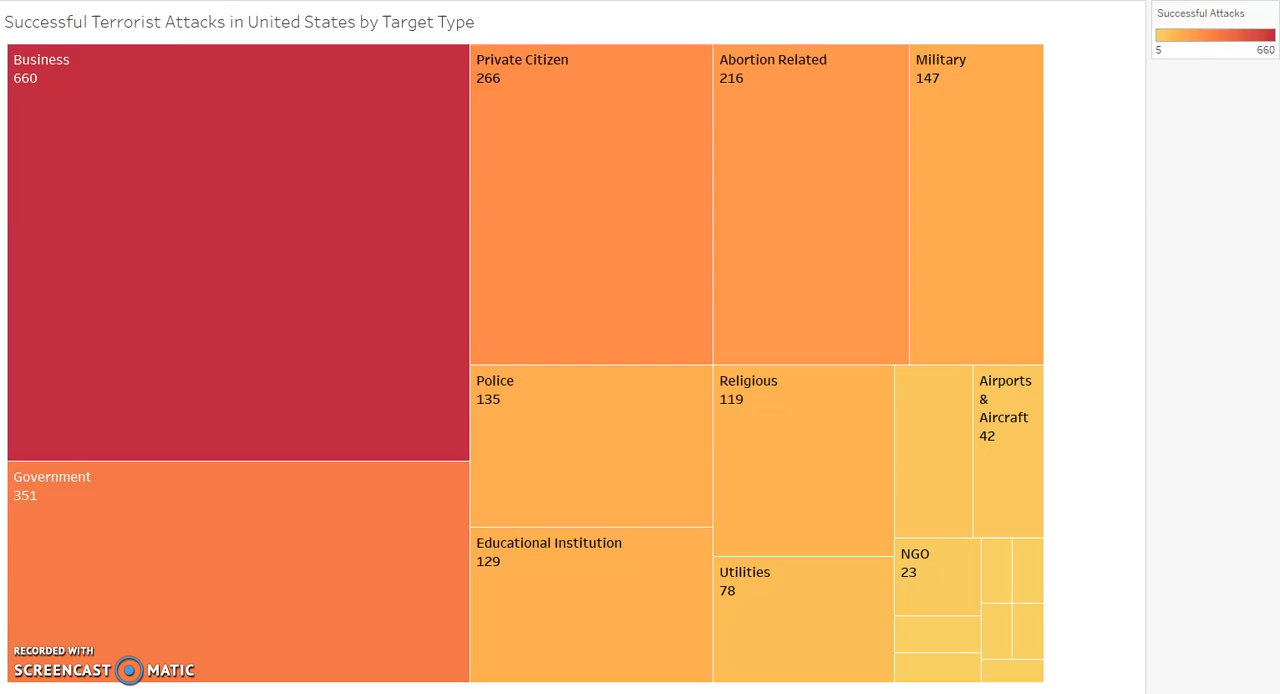 Successful Terrorist Attacks in United States by Target Type
Successful Attacks
5 660
Business
660
Private Citizen
266
Abortion Related
216
Military
147
Police
135
Religious
119
Airports
&
Aircraft
42
Government
351
Educational Institution
129
NGO
23
Utilities
78
RECORDED WITH
SCREENCAST MATIC